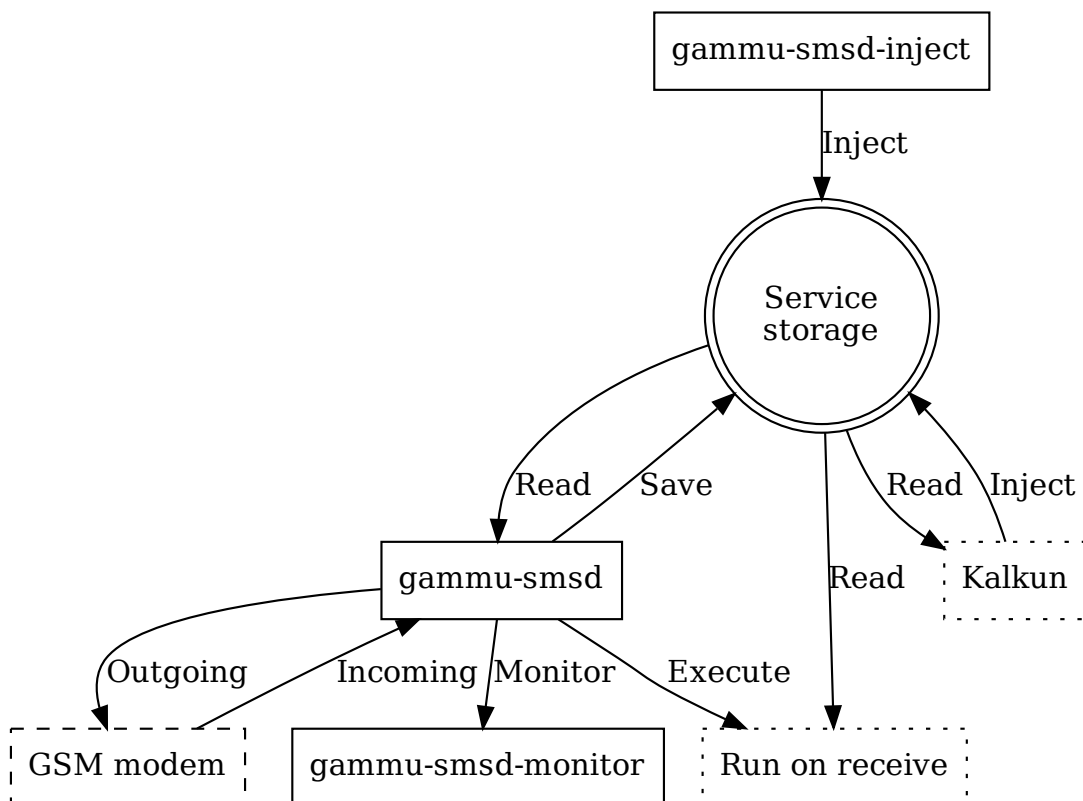 gammu-smsd-inject
Inject
Service
storage
Read
Save
Read
Inject
gammu-smsd
Read
Kalkun
Outgoing
Incoming
Monitor
Execute
GSM modem
gammu-smsd-monitor
Run on receive